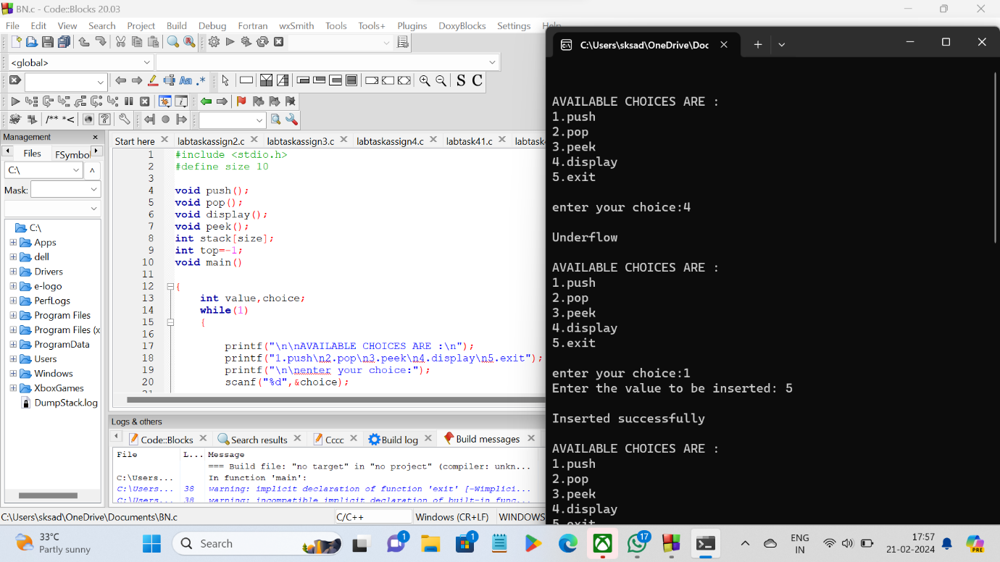 BN.c - Code::Blocks 20.03
File Edit View Search Project Build Debug Fortran wxSmith Tools Tools+ Plugins DoxyBlocks Settings
<global>
/** *<
Management
Files FSymbol
C:\
Mask:
C:\
Apps
dell
Drivers
e-logo
PerfLogs
Program Files
Program Files (x
ProgramData
Users
Windows
XboxGames
DumpStack.log
Start here labtaskassign2.c labtaskassign3.c labtaskassign4.c labtask41.c labtask
1 #include <stdio.h>
2 #define size 10
3
4 void push();
5 void pop();
6 void display();
7 void peek();
8 int stack[size];
9 int top=-1;
10 void main()
11
12 {
13 int value,choice;
14 while(1)
15 {
16
17 printf("\n\nAVAILABLE CHOICES ARE :\n");
18 printf("1.push\n2.pop\n3.peek\n4.display\n5.exit");
19 printf("\n\nenter your choice:");
20 scanf("%d",&choice);
21
Logs & others
Code::Blocks Search results Cccc Build log Build messages
File L... Message
=== Build file: "no target" in "no project" (compiler: unkn...
C:\Users... In function 'main':
C:\Users... 38 warning: implicit declaration of function 'exit' [-Wimplici...
C:\Users... 38 warning: incompatible implicit declaration of built-in func...
C:\Users\sksad\OneDrive\Documents\BN.c C/C++ Windows (CR+LF) WINDOWS
C:\Users\sksad\OneDrive\Doc
AVAILABLE CHOICES ARE :
1.push
2.pop
3.peek
4.display
5.exit
enter your choice:4
Underflow
AVAILABLE CHOICES ARE :
1.push
2.pop
3.peek
4.display
5.exit
enter your choice:1
Enter the value to be inserted: 5
Inserted successfully
AVAILABLE CHOICES ARE :
1.push
2.pop
3.peek
4.display
5.exit
33°C
Partly sunny
Search
1
1
17
ENG
IN
17:57
21-02-2024
PRE